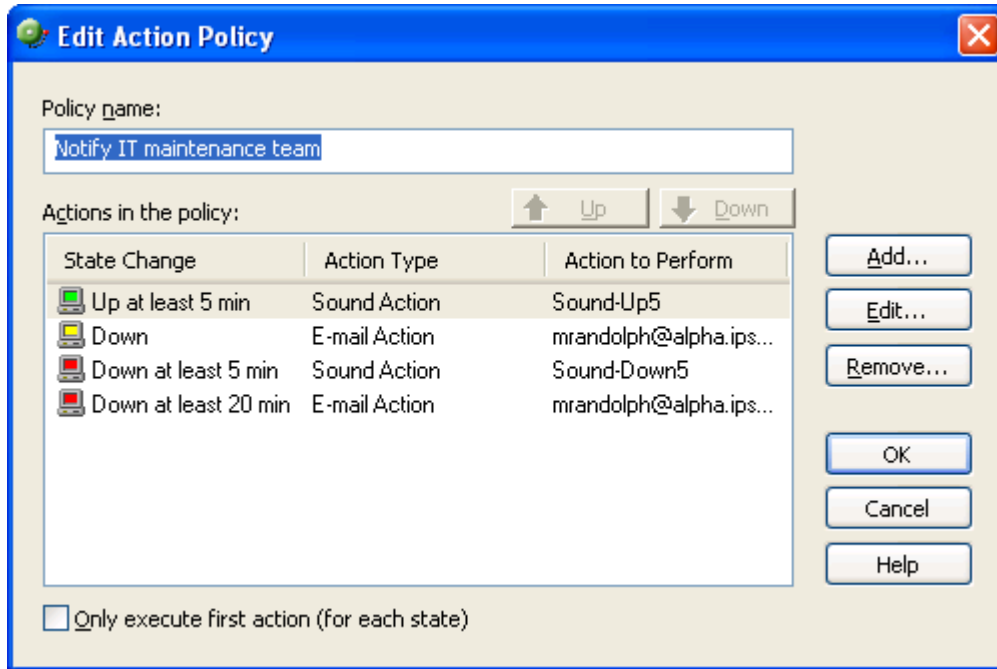 Edit Action Policy
Policy name:
Notify IT maintenance team
Actions in the policy:
Up
Down
State Change Action Type Action to Perform
Up at least 5 min Sound Action Sound-Up5
Down E-mail Action mrandolph@alpha.ips...
Down at least 5 min Sound Action Sound-Down5
Down at least 20 min E-mail Action mrandolph@alpha.ips...
Add...
Edit...
Remove...
OK
Cancel
Help
Only execute first action (for each state)